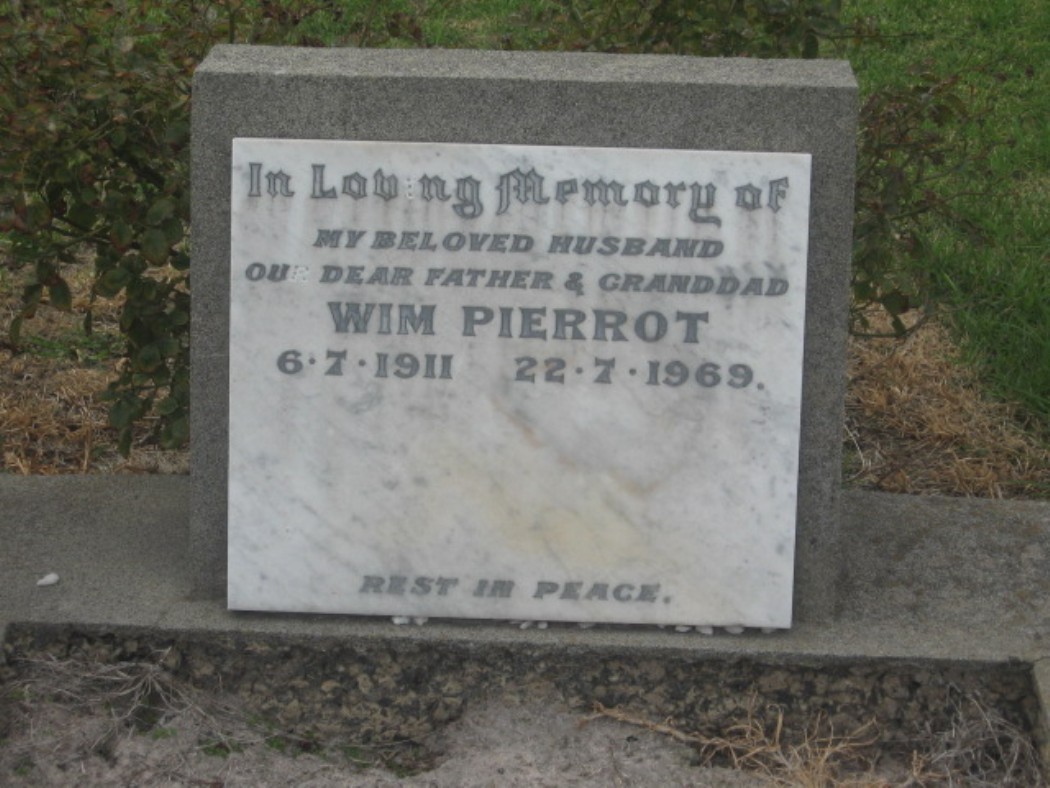 In Loving Memory of
MY BELOVED HUSBAND
OUR DEAR FATHER & GRANDDAD
WIM PIERROT
6·7·1911 22·7·1969.
REST IN PEACE.